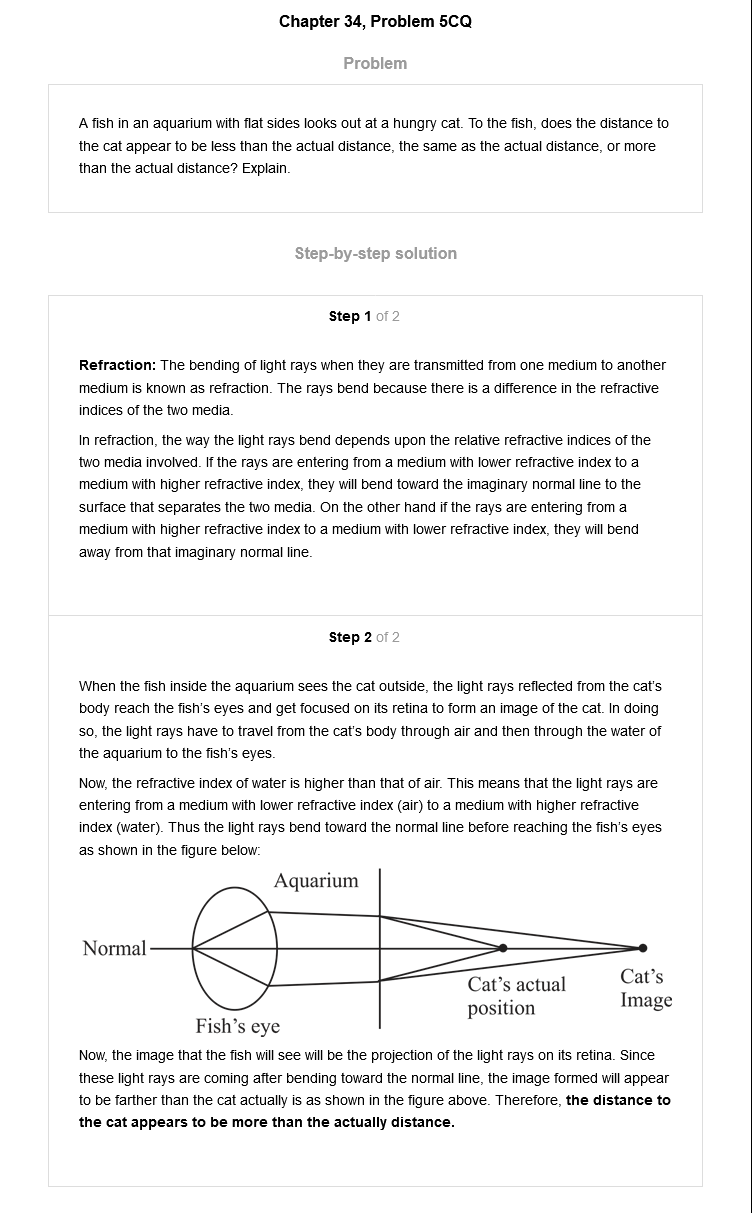 Chapter 34, Problem 5CQ
Problem
A fish in an aquarium with flat sides looks out at a hungry cat. To the fish, does the distance to
the cat appear to be less than the actual distance, the same as the actual distance, or more
than the actual distance? Explain.
Step-by-step solution
Step 1 of 2
Refraction: The bending of light rays when they are transmitted from one medium to another
medium is known as refraction. The rays bend because there is a difference in the refractive
indices of the two media.
In refraction, the way the light rays bend depends upon the relative refractive indices of the
two media involved. If the rays are entering from a medium with lower refractive index to a
medium with higher refractive index, they will bend toward the imaginary normal line to the
surface that separates the two media. On the other hand if the rays are entering from a
medium with higher refractive index to a medium with lower refractive index, they will bend
away from that imaginary normal line.
Step 2 of 2
When the fish inside the aquarium sees the cat outside, the light rays reflected from the cat's
body reach the fish's eyes and get focused on its retina to form an image of the cat. In doing
so, the light rays have to travel from the cat's body through air and then through the water of
the aquarium to the fish's eyes.
Now, the refractive index of water is higher than that of air. This means that the light rays are
entering from a medium with lower refractive index (air) to a medium with higher refractive
index (water). Thus the light rays bend toward the normal line before reaching the fish's eyes
as shown in the figure below:
Aquarium
Normal
Cat's actual
position
Cat's
Image
Fish's eye
Now, the image that the fish will see will be the projection of the light rays on its retina. Since
these light rays are coming after bending toward the normal line, the image formed will appear
to be farther than the cat actually is as shown in the figure above. Therefore, the distance to
the cat appears to be more than the actually distance.